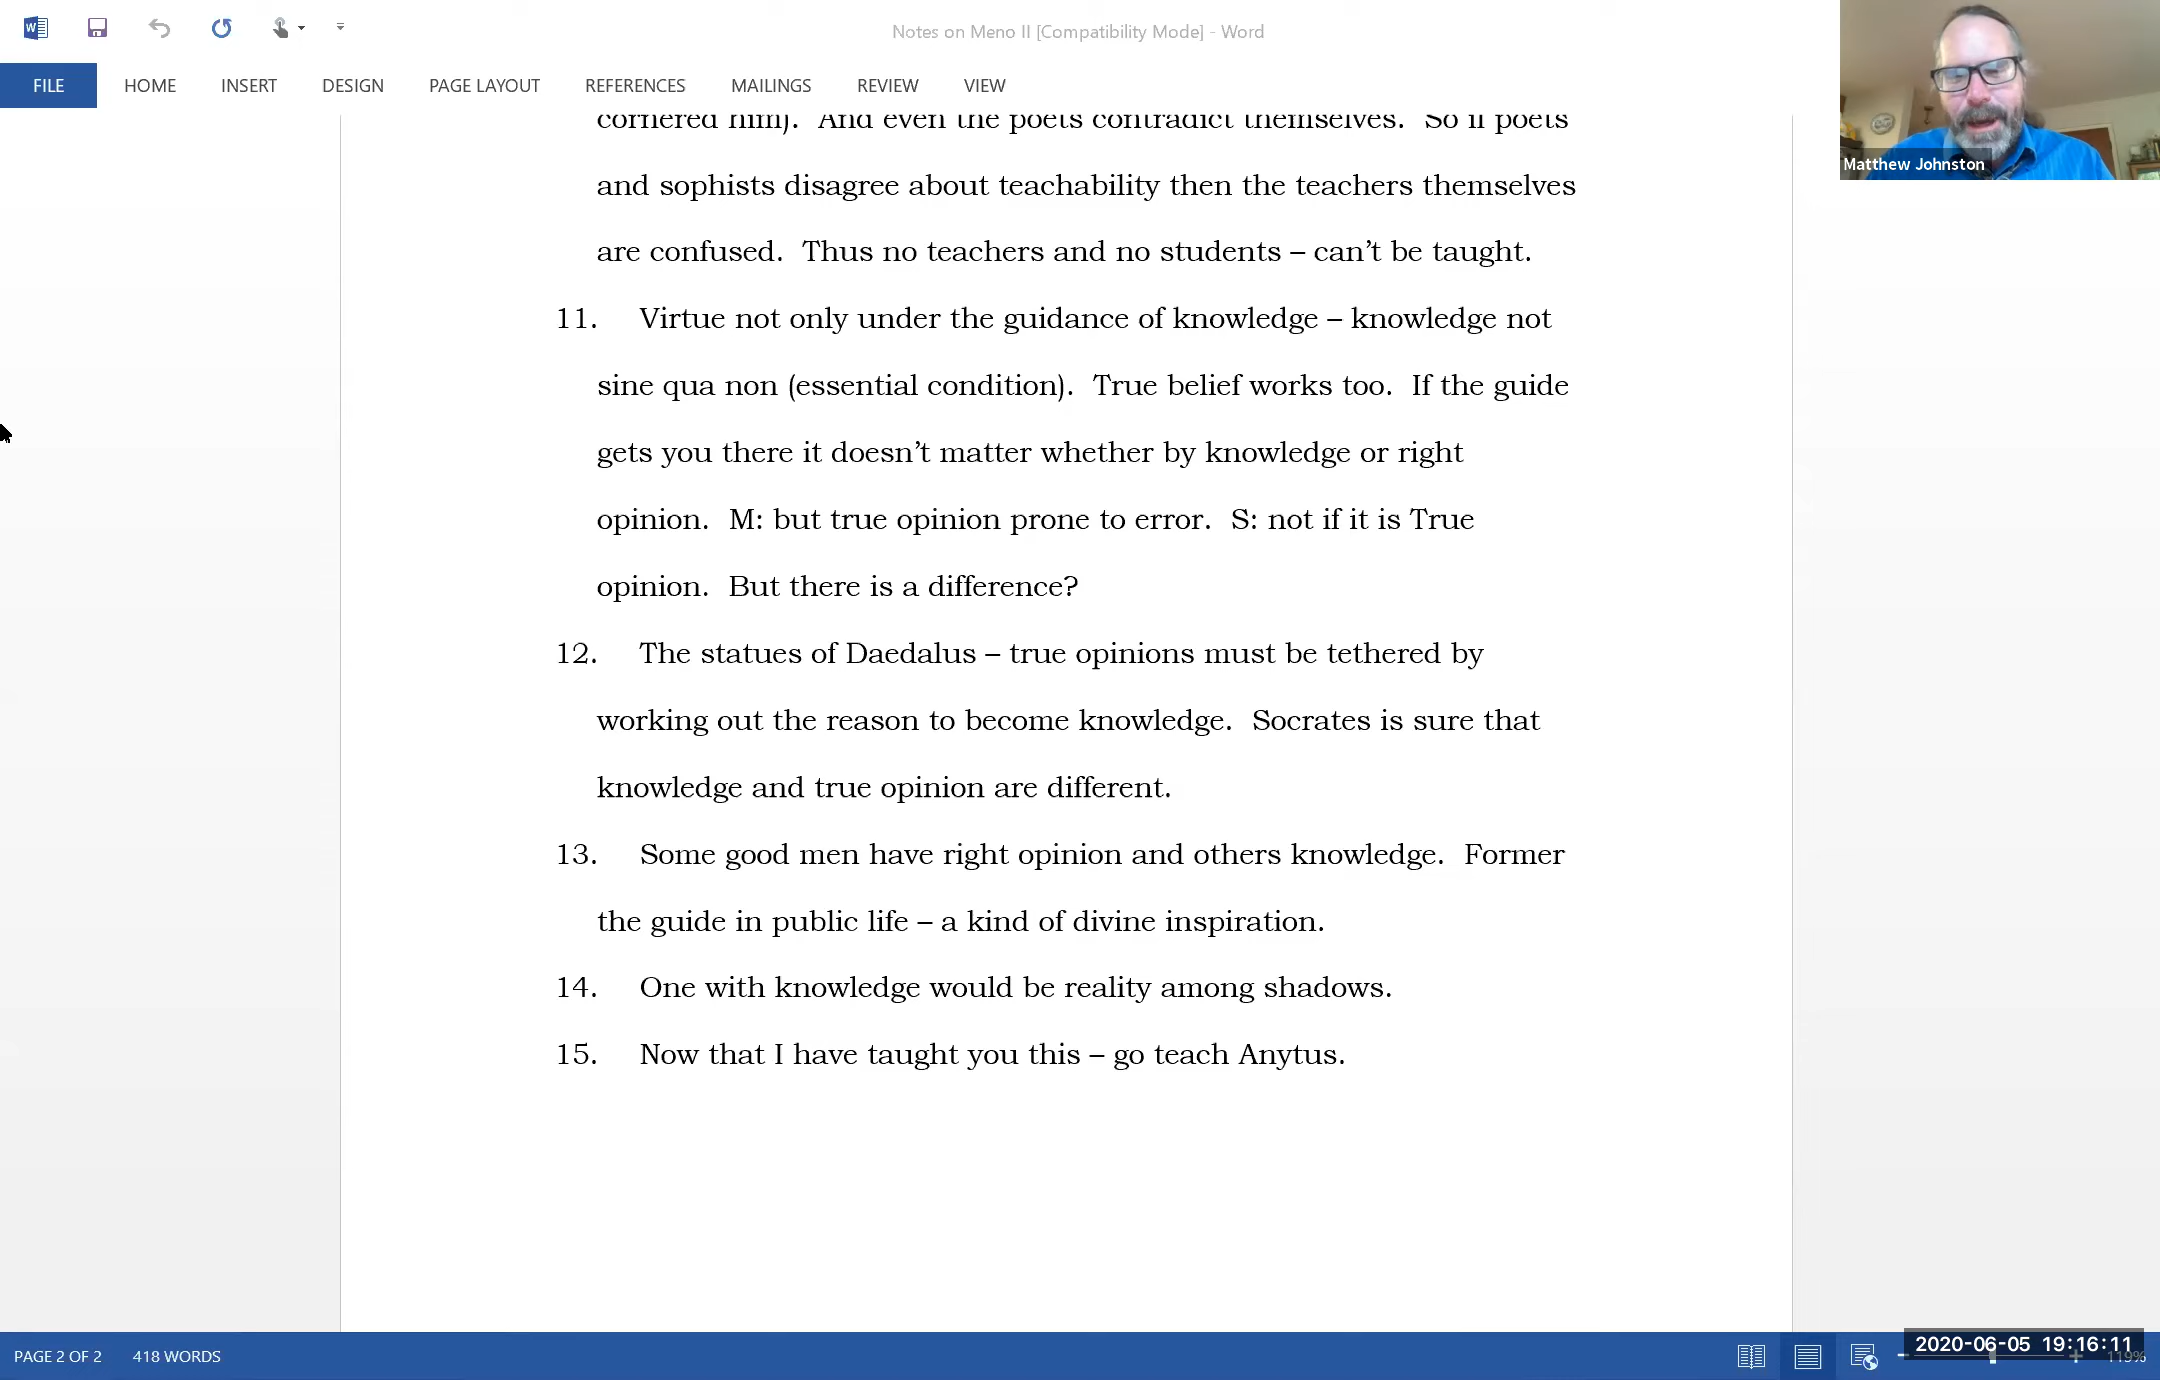 Notes on Meno II [Compatibility Mode] - Word
FILE HOME INSERT DESIGN PAGE LAYOUT REFERENCES MAILINGS REVIEW VIEW
Matthew Johnston
cornered him). And even the poets contradict themselves. So if poets
and sophists disagree about teachability then the teachers themselves
are confused. Thus no teachers and no students – can’t be taught.
11. Virtue not only under the guidance of knowledge – knowledge not
sine qua non (essential condition). True belief works too. If the guide
gets you there it doesn’t matter whether by knowledge or right
opinion. M: but true opinion prone to error. S: not if it is True
opinion. But there is a difference?
12. The statues of Daedalus – true opinions must be tethered by
working out the reason to become knowledge. Socrates is sure that
knowledge and true opinion are different.
13. Some good men have right opinion and others knowledge. Former
the guide in public life – a kind of divine inspiration.
14. One with knowledge would be reality among shadows.
15. Now that I have taught you this – go teach Anytus.
PAGE 2 OF 2 418 WORDS
2020-06-05 19:16:11
119%